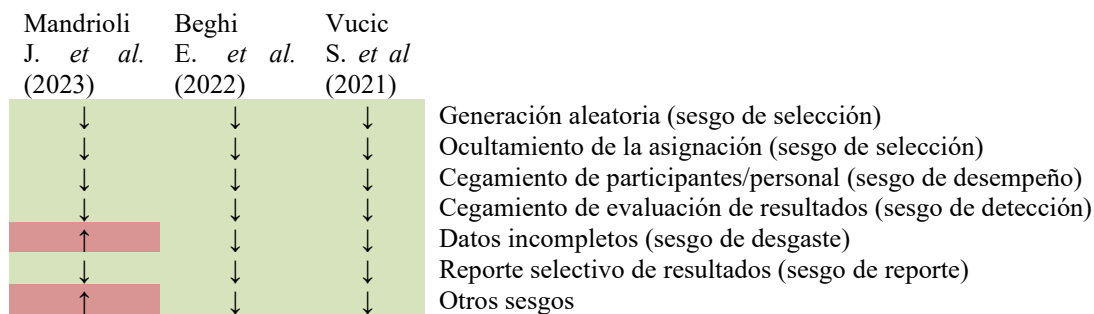 Mandrioli Beghi Vucic
J. et al. E. et al. S. et al
(2023) (2022) (2021)
↓ ↓ ↓ Generación aleatoria (sesgo de selección)
↓ ↓ ↓ Ocultamiento de la asignación (sesgo de selección)
↓ ↓ ↓ Cegamiento de participantes/personal (sesgo de desempeño)
↓ ↓ ↓ Cegamiento de evaluación de resultados (sesgo de detección)
↑ ↓ ↓ Datos incompletos (sesgo de desgaste)
↓ ↓ ↓ Reporte selectivo de resultados (sesgo de reporte)
↑ ↓ ↓ Otros sesgos